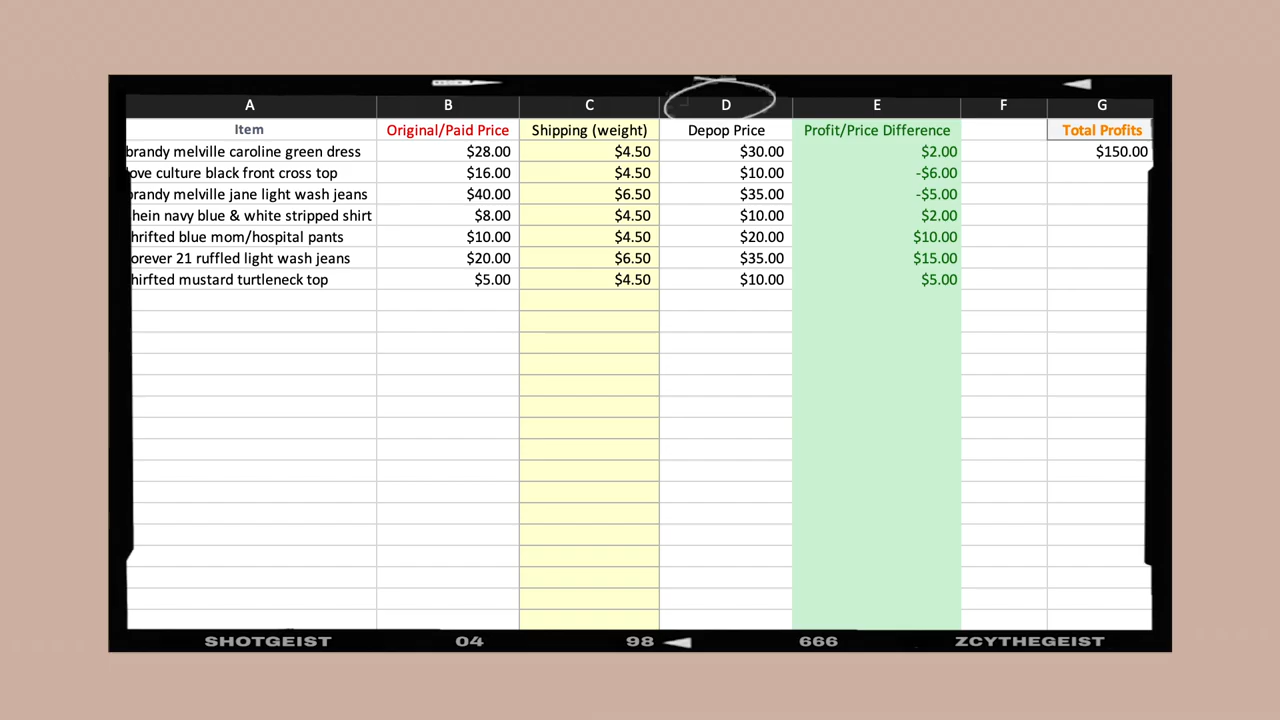 A B C D E F G
Item Original/Paid Price Shipping (weight) Depop Price Profit/Price Difference Total Profits
brandy melville caroline green dress $28.00 $4.50 $30.00 $2.00 $150.00
ove culture black front cross top $16.00 $4.50 $10.00 -$6.00
brandy melville jane light wash jeans $40.00 $6.50 $35.00 -$5.00
hein navy blue & white stripped shirt $8.00 $4.50 $10.00 $2.00
hrifted blue mom/hospital pants $10.00 $4.50 $20.00 $10.00
orever 21 ruffled light wash jeans $20.00 $6.50 $35.00 $15.00
hirfted mustard turtleneck top $5.00 $4.50 $10.00 $5.00
SHOTGEIST 04 98 666 ZCYTHEGEIST